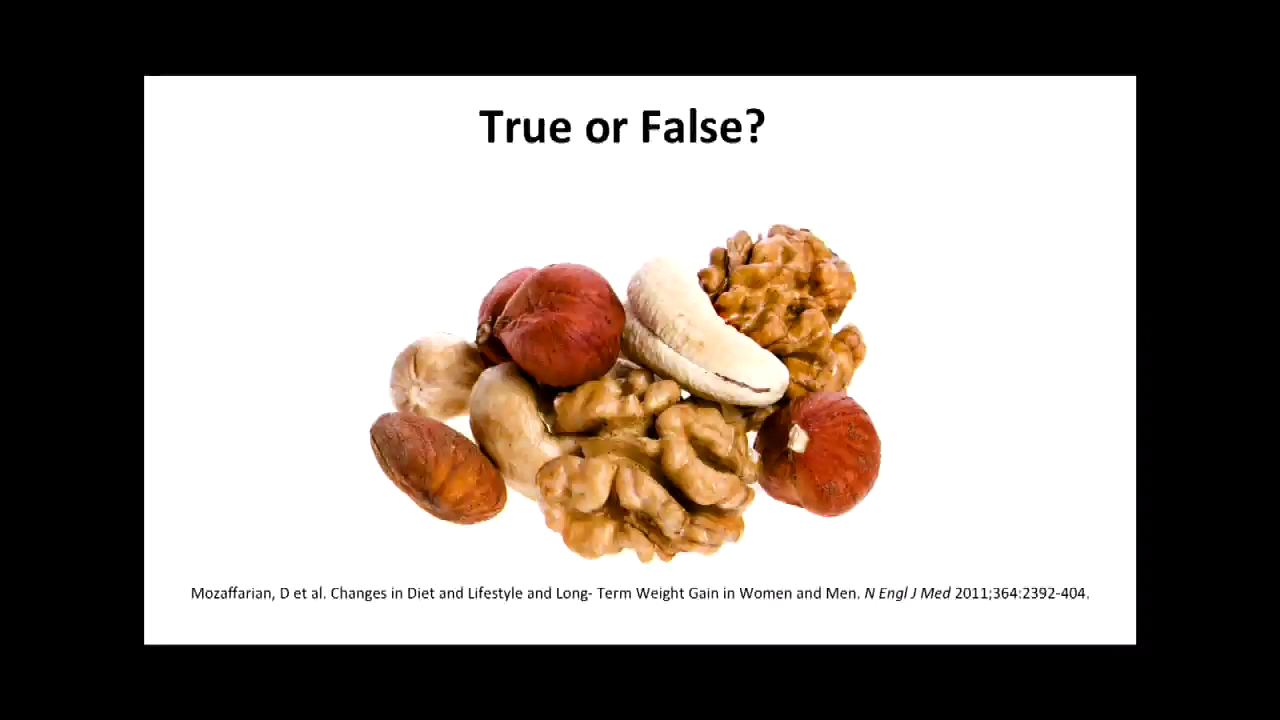 True or False?
Mozaffarian, D et al. Changes in Diet and Lifestyle and Long- Term Weight Gain in Women and Men. N Engl J Med 2011;364:2392-404.